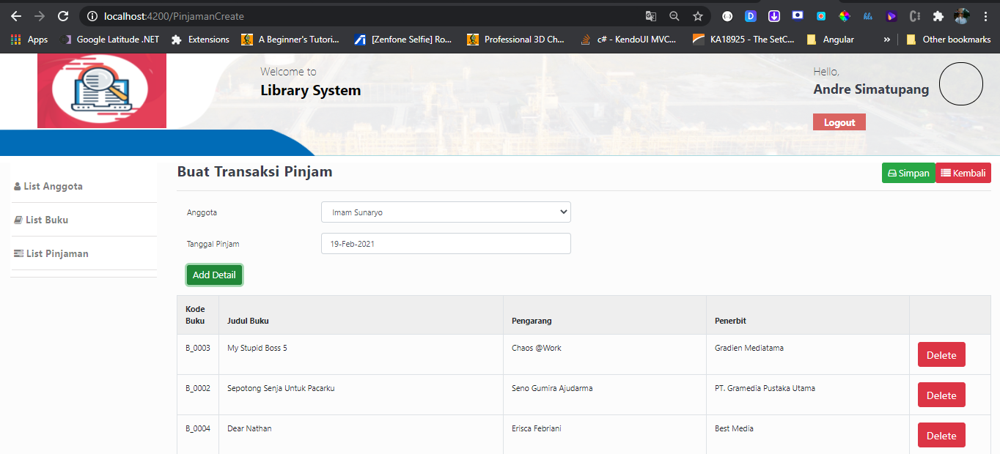 localhost:4200/PinjamanCreate
Apps
Google Latitude .NET
Extensions
A Beginner's Tutori...
[Zenfone Selfie] Ro...
Professional 3D Ch...
c# - KendoUI MVC...
KA18925 - The SetC...
Angular
»
Other bookmarks
Welcome to
Library System
Hello,
Andre Simatupang
Logout
List Anggota
List Buku
List Pinjaman
Buat Transaksi Pinjam
Simpan
Kembali
Anggota
Imam Sunaryo
Tanggal Pinjam
19-Feb-2021
Add Detail
Kode
Buku
Judul Buku
Pengarang
Penerbit
B_0003 My Stupid Boss 5 Chaos @Work Gradien Mediatama Delete
B_0002 Sepotong Senja Untuk Pacarku Seno Gumira Ajudarma PT. Gramedia Pustaka Utama Delete
B_0004 Dear Nathan Erisca Febriani Best Media Delete